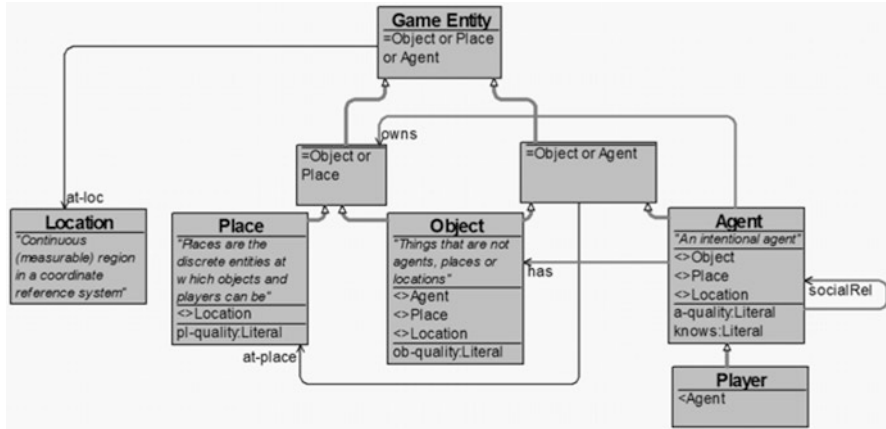 Game Entity
=Object or Place
or Agent
owns
=Object or
Place
=Object or Agent
at-loc
Location
"Continuous
(measurable) region
in a coordinate
reference system"
Place
"Places are the
discrete entities at
which objects and
players can be"
<>Location
pl-quality:Literal
at-place
Object
"Things that are not
agents, places or
locations"
<>Agent
<>Place
<>Location
ob-quality:Literal
has
Agent
"An intentional agent"
<>Object
<>Place
<>Location
a-quality:Literal
knows:Literal
socialRel
Player
<Agent